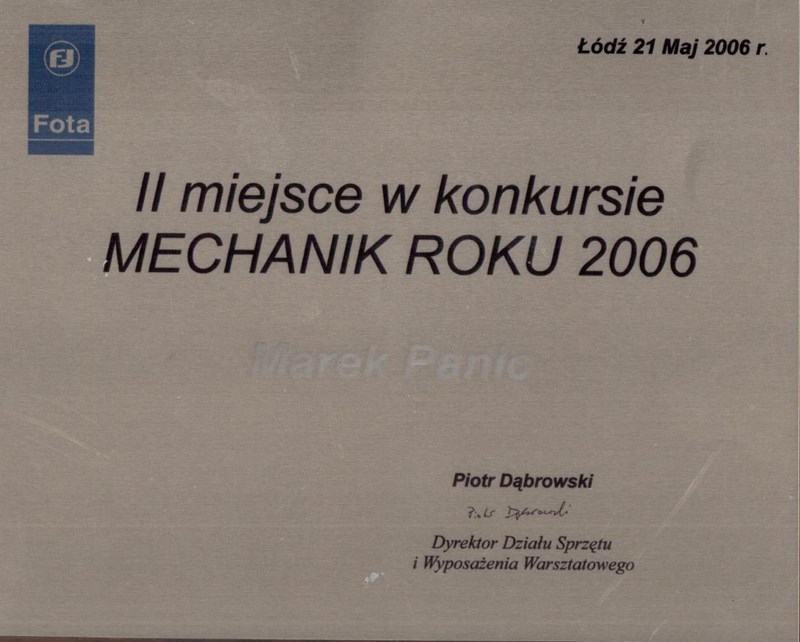 Fota
Łódź 21 Maj 2006 r.
II miejsce w konkursie
MECHANIK ROKU 2006
Marek Panic
Piotr Dąbrowski
Piotr Dąbrowski
Dyrektor Działu Sprzętu
i Wyposażenia Warsztatowego